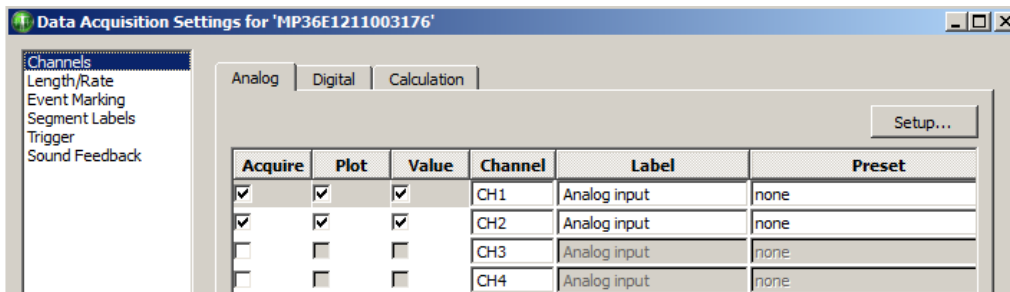 Data Acquisition Settings for 'MP36E1211003176'
Channels
Length/Rate
Event Marking
Segment Labels
Trigger
Sound Feedback
Analog Digital Calculation
Setup...
Acquire Plot Value Channel Label Preset
CH1 Analog input none
CH2 Analog input none
CH3 Analog input none
CH4 Analog input none